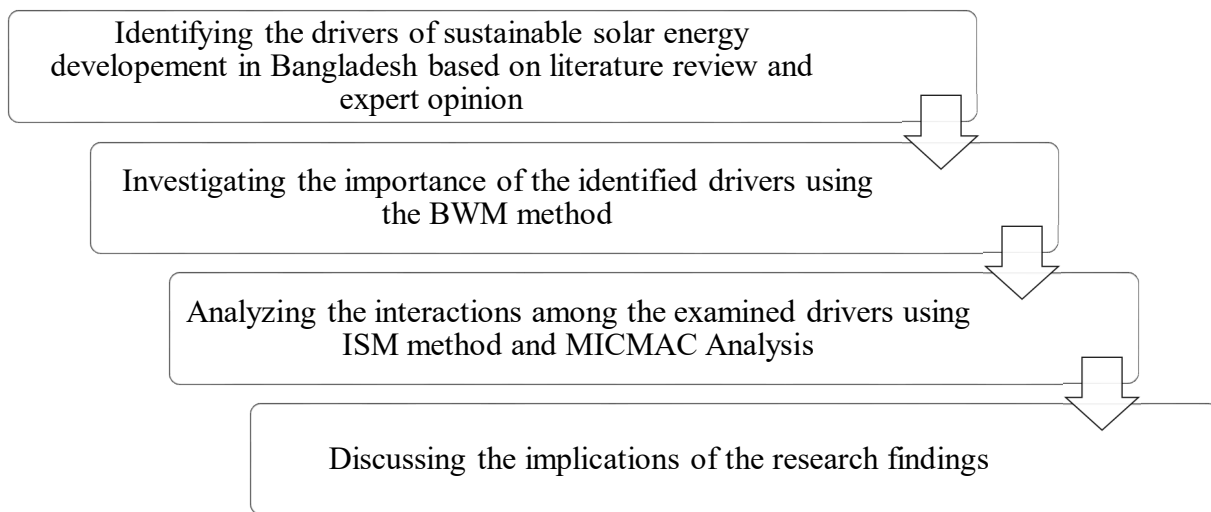 Identifying the drivers of sustainable solar energy
developement in Bangladesh based on literature review and
expert opinion
Investigating the importance of the identified drivers using
the BWM method
Analyzing the interactions among the examined drivers using
ISM method and MICMAC Analysis
Discussing the implications of the research findings